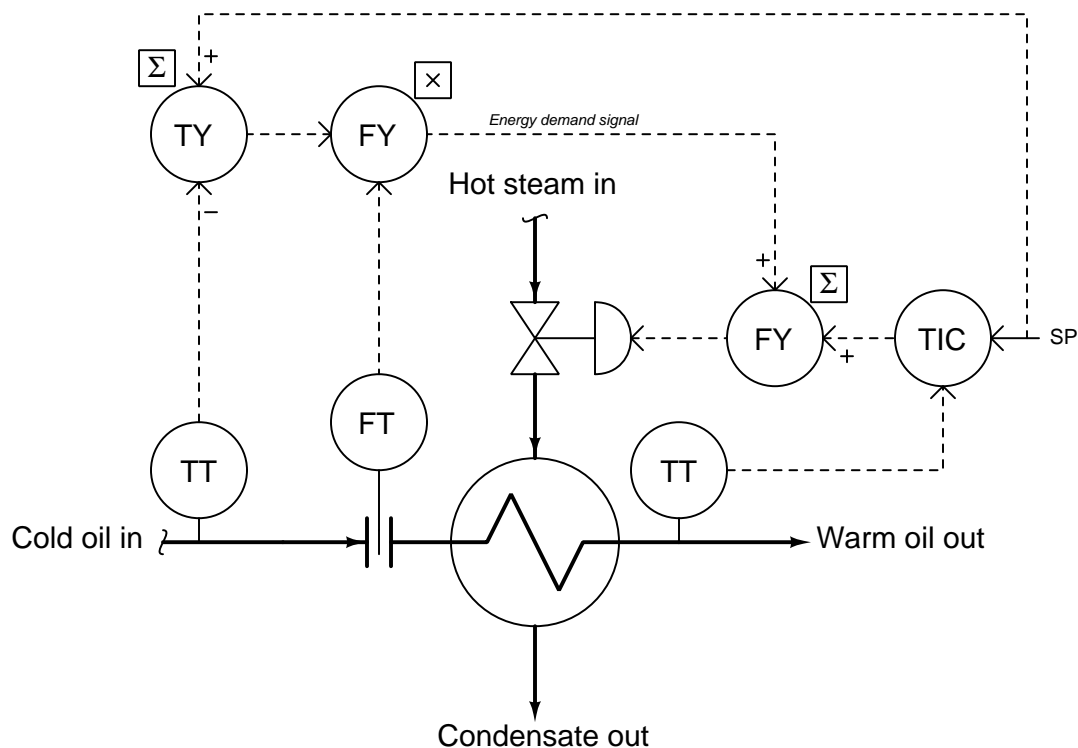 Σ
+
×
TY
FY
Energy demand signal
Hot steam in
−
+
Σ
FY
+
TIC
SP
FT
TT
TT
Cold oil in
Warm oil out
Condensate out